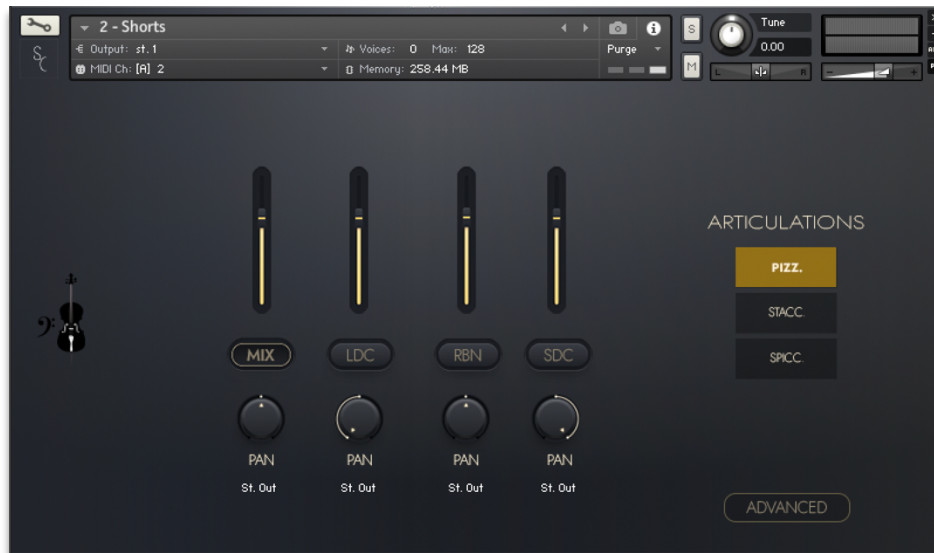 2 - Shorts
Output: st.1
Voices: 0 Max: 128
Purge
MIDI Ch: [A] 2
Memory: 258.44 MB
S
M
Tune
0.00
L R
- +
SC
ARTICULATIONS
PIZZ.
STACC.
SPICC.
MIX LDC RBN SDC
PAN PAN PAN PAN
St. Out St. Out St. Out St. Out
ADVANCED